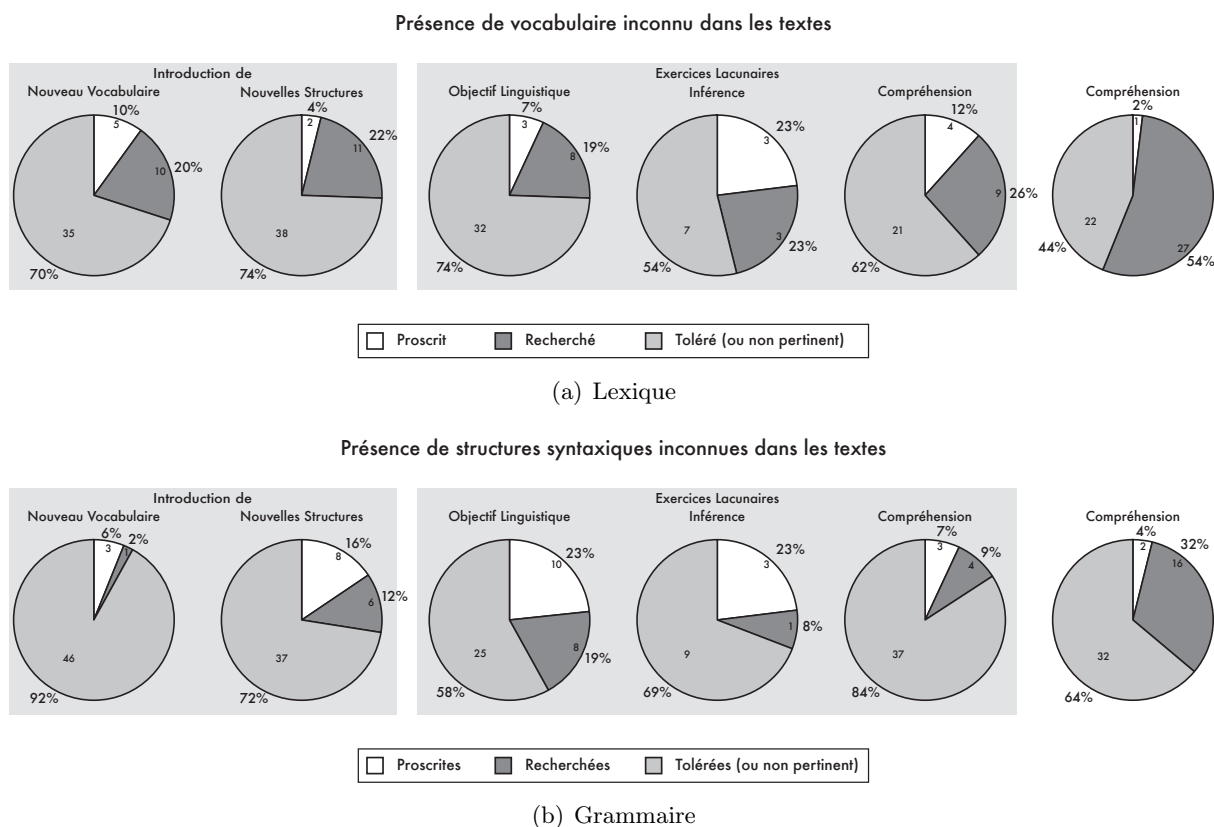 Présence de vocabulaire inconnu dans les textes
Introduction de
Exercices Lacunaires
Nouveau Vocabulaire
Nouvelles Structures
Objectif Linguistique
Inférence
Compréhension
Compréhension
10%
5
20%
10
35
70%
4%
2
22%
11
38
74%
7%
3
19%
8
32
74%
23%
3
3
23%
7
54%
12%
4
9
26%
21
62%
2%
1
22
44%
27
54%
Proscrit
Recherché
Toléré (ou non pertinent)
(a) Lexique
Présence de structures syntaxiques inconnues dans les textes
Introduction de
Exercices Lacunaires
Nouveau Vocabulaire
Nouvelles Structures
Objectif Linguistique
Inférence
Compréhension
Compréhension
6%
3
2%
1
46
92%
16%
8
12%
6
37
72%
23%
10
8
19%
25
58%
23%
3
1
8%
9
69%
7%
3
9%
4
37
84%
4%
2
32%
16
32
64%
Proscrites
Recherchées
Tolérées (ou non pertinent)
(b) Grammaire